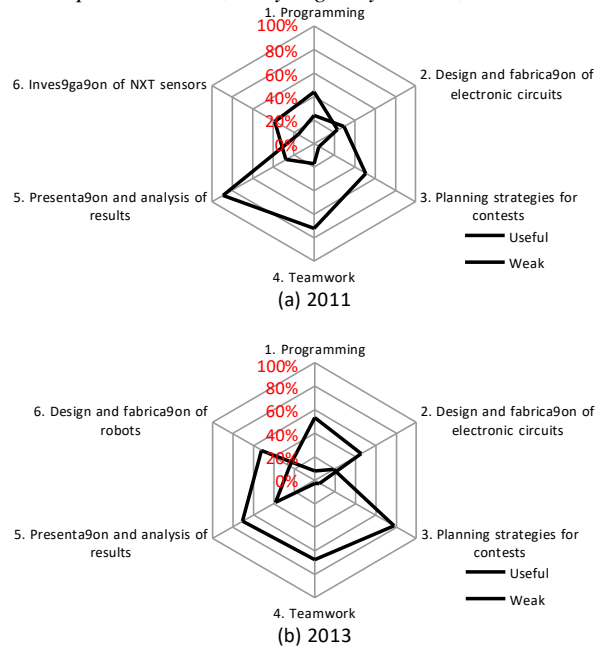 1. Programming
100%
80%
60%
40%
20%
0%
6. Inves9ga9on of NXT sensors
2. Design and fabrica9on of
electronic circuits
5. Presenta9on and analysis of
results
3. Planning strategies for
contests
Useful
Weak
4. Teamwork
(a) 2011
1. Programming
100%
80%
60%
40%
20%
0%
6. Design and fabrica9on of
robots
2. Design and fabrica9on of
electronic circuits
5. Presenta9on and analysis of
results
3. Planning strategies for
contests
Useful
Weak
4. Teamwork
(b) 2013